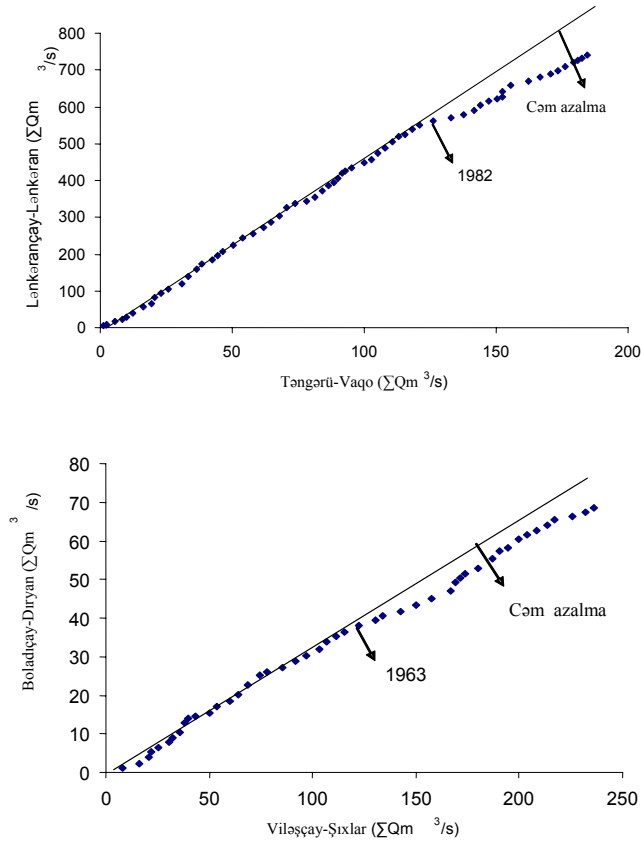 Lənkərançay-Lənkəran (∑Qm ³/s)
800
700
600
500
400
300
200
100
0
Cəm azalma
1982
0 50 100 150 200
Təngərü-Vaqo (∑Qm ³/s)
Boladıçay-Dıryan (∑Qm ³ /s)
80
70
60
50
40
30
20
10
0
Cəm azalma
1963
0 50 100 150 200 250
Viləşçay-Şıxlar (∑Qm ³/s)